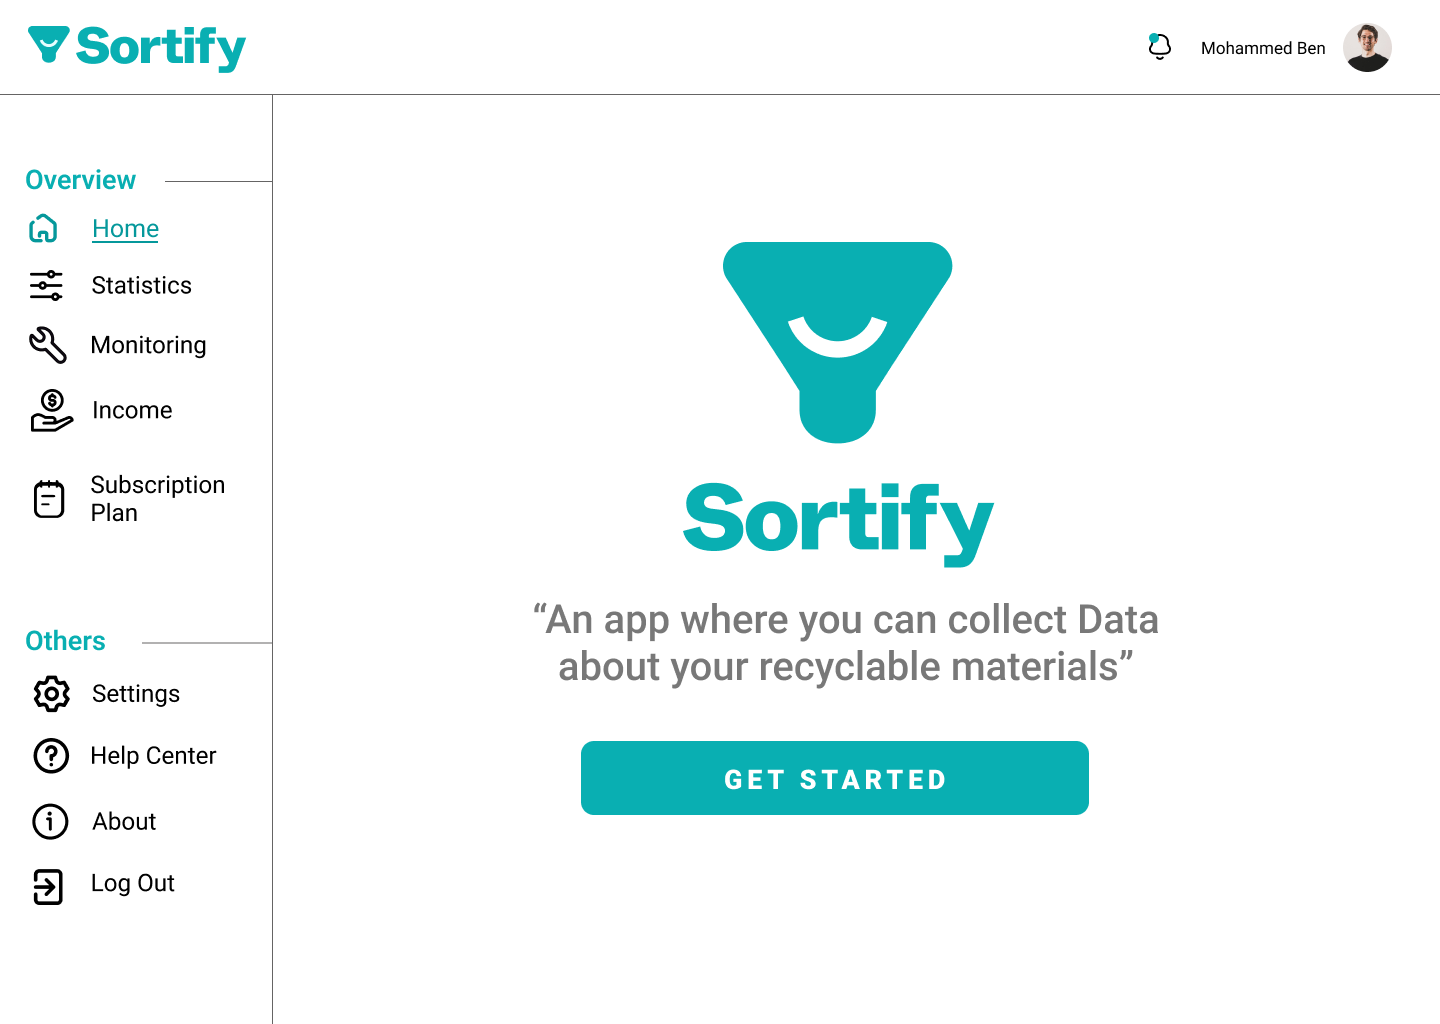 Sortify
Mohammed Ben
Overview
Home
Statistics
Monitoring
Income
Subscription
Plan
Others
Settings
Help Center
About
Log Out
Sortify
“An app where you can collect Data
about your recyclable materials”
GET STARTED